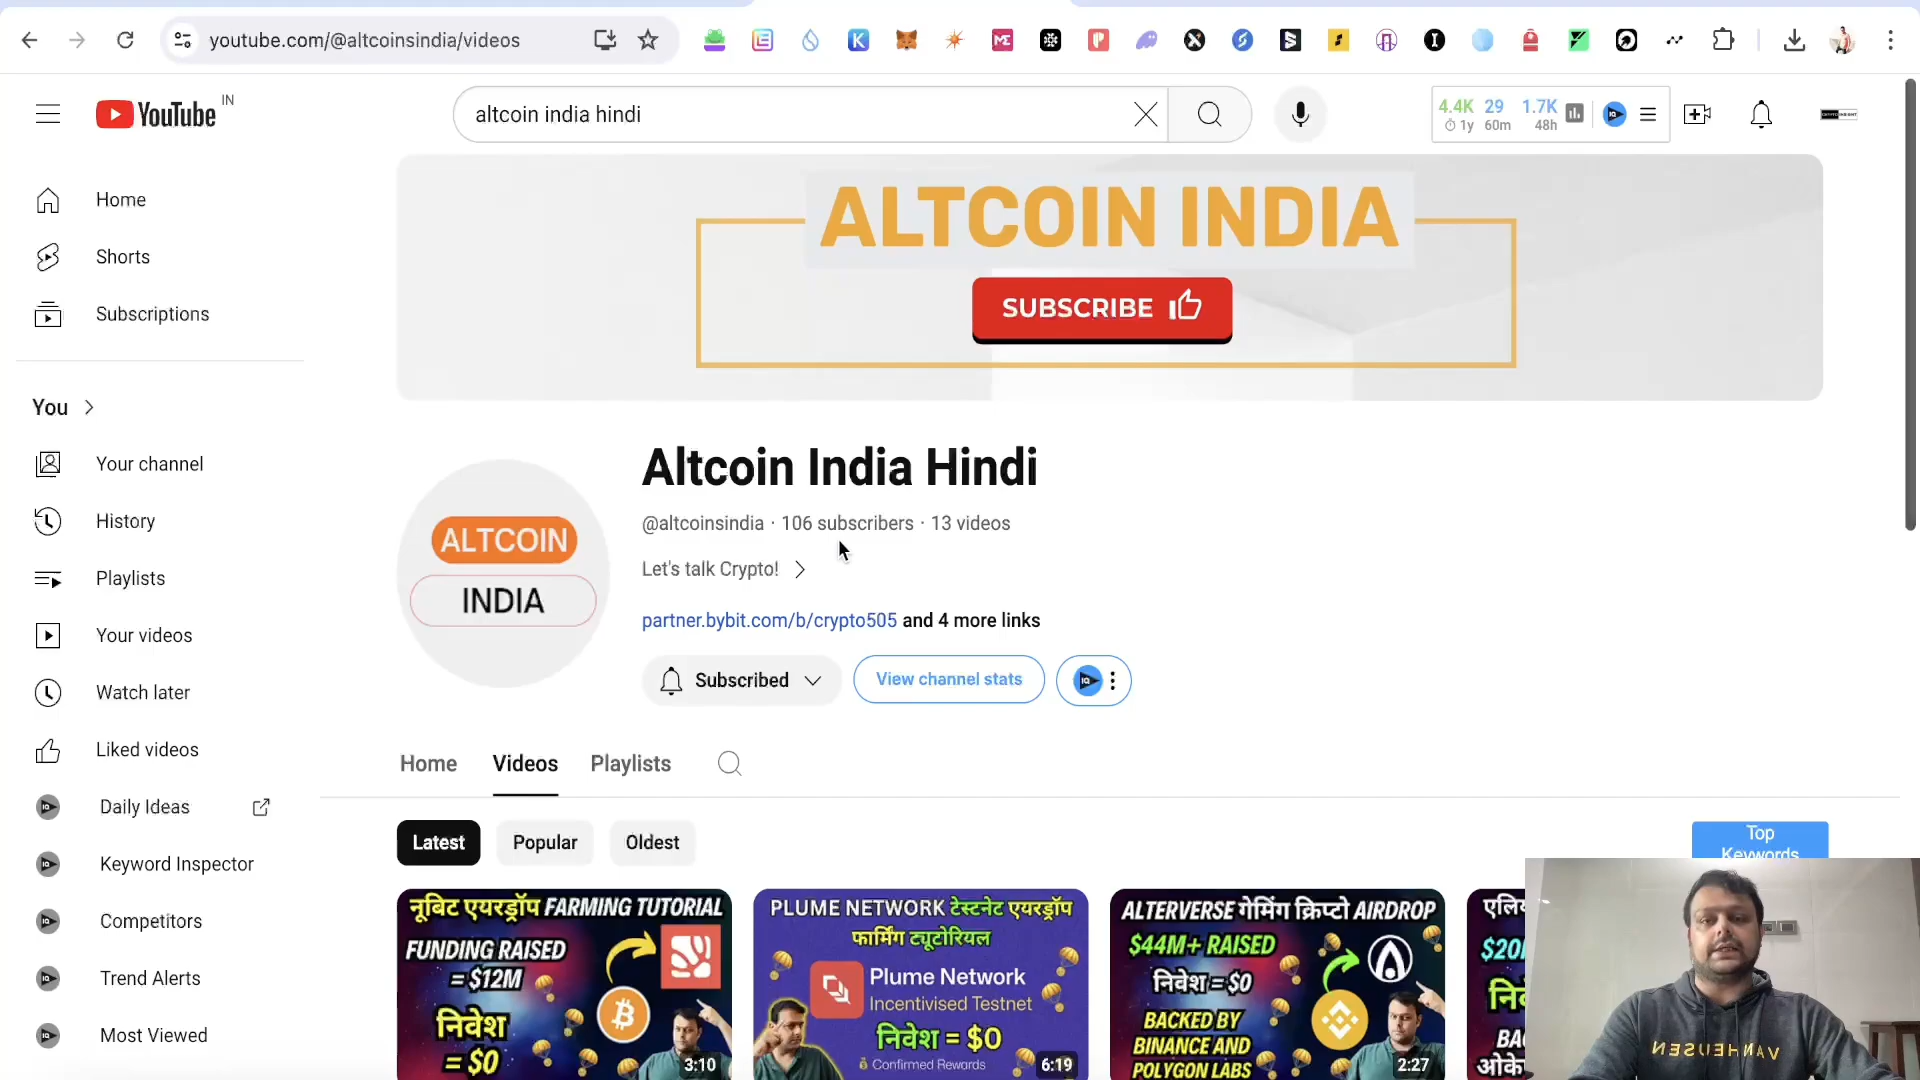 youtube.com/@altcoinsindia/videos
YouTube
IN
altcoin india hindi
4.4K 29 1.7K
1y 60m 48h
Home
Shorts
Subscriptions
You
Your channel
History
Playlists
Your videos
Watch later
Liked videos
Daily Ideas
Keyword Inspector
Competitors
Trend Alerts
Most Viewed
ALTCOIN INDIA
SUBSCRIBE
ALTCOIN
INDIA
Altcoin India Hindi
@altcoinsindia · 106 subscribers · 13 videos
Let's talk Crypto!
partner.bybit.com/b/crypto505 and 4 more links
Subscribed
View channel stats
Home Videos Playlists
Latest Popular Oldest
Top
Keywords
नूबिट एयरड्रॉप FARMING TUTORIAL
FUNDING RAISED
= $12M
निवेश
= $0
3:10
PLUME NETWORK टेस्टनेट एयरड्रॉप
फार्मिंग ट्यूटोरियल
Plume Network
Incentivised Testnet
निवेश = $0
Confirmed Rewards
6:19
ALTERVERSE गेमिंग क्रिप्टो AIRDROP
$44M+ RAISED
निवेश = $0
BACKED BY
BINANCE AND
POLYGON LABS
2:27
VANHEUSEN